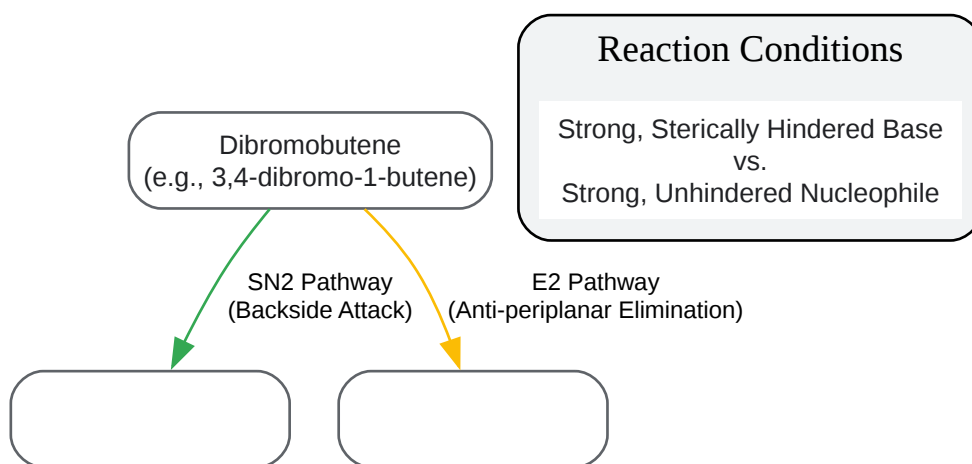 Reaction Conditions
Strong, Sterically Hindered Base
vs.
Strong, Unhindered Nucleophile
Dibromobutene
(e.g., 3,4-dibromo-1-butene)
SN2 Pathway
(Backside Attack)
E2 Pathway
(Anti-periplanar Elimination)